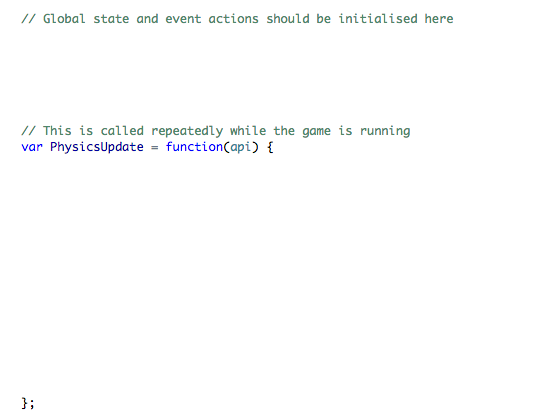 // Global state and event actions should be initialised here
// This is called repeatedly while the game is running
var PhysicsUpdate = function(api) {
};